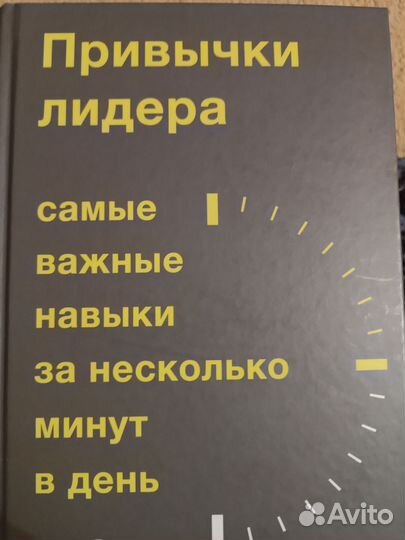 Привычки
лидера
самые
важные
навыки
за несколько
минут
в день
Avito